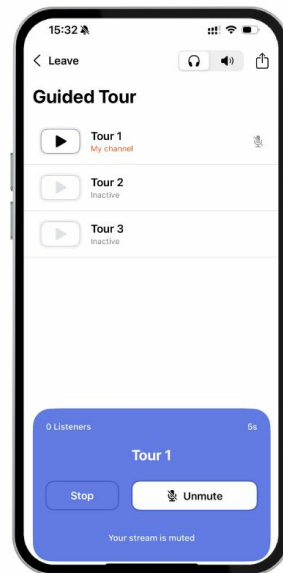 15:32
Leave
Guided Tour
Tour 1
My channel
Tour 2
Inactive
Tour 3
Inactive
0 Listeners 5s
Tour 1
Stop Unmute
Your stream is muted